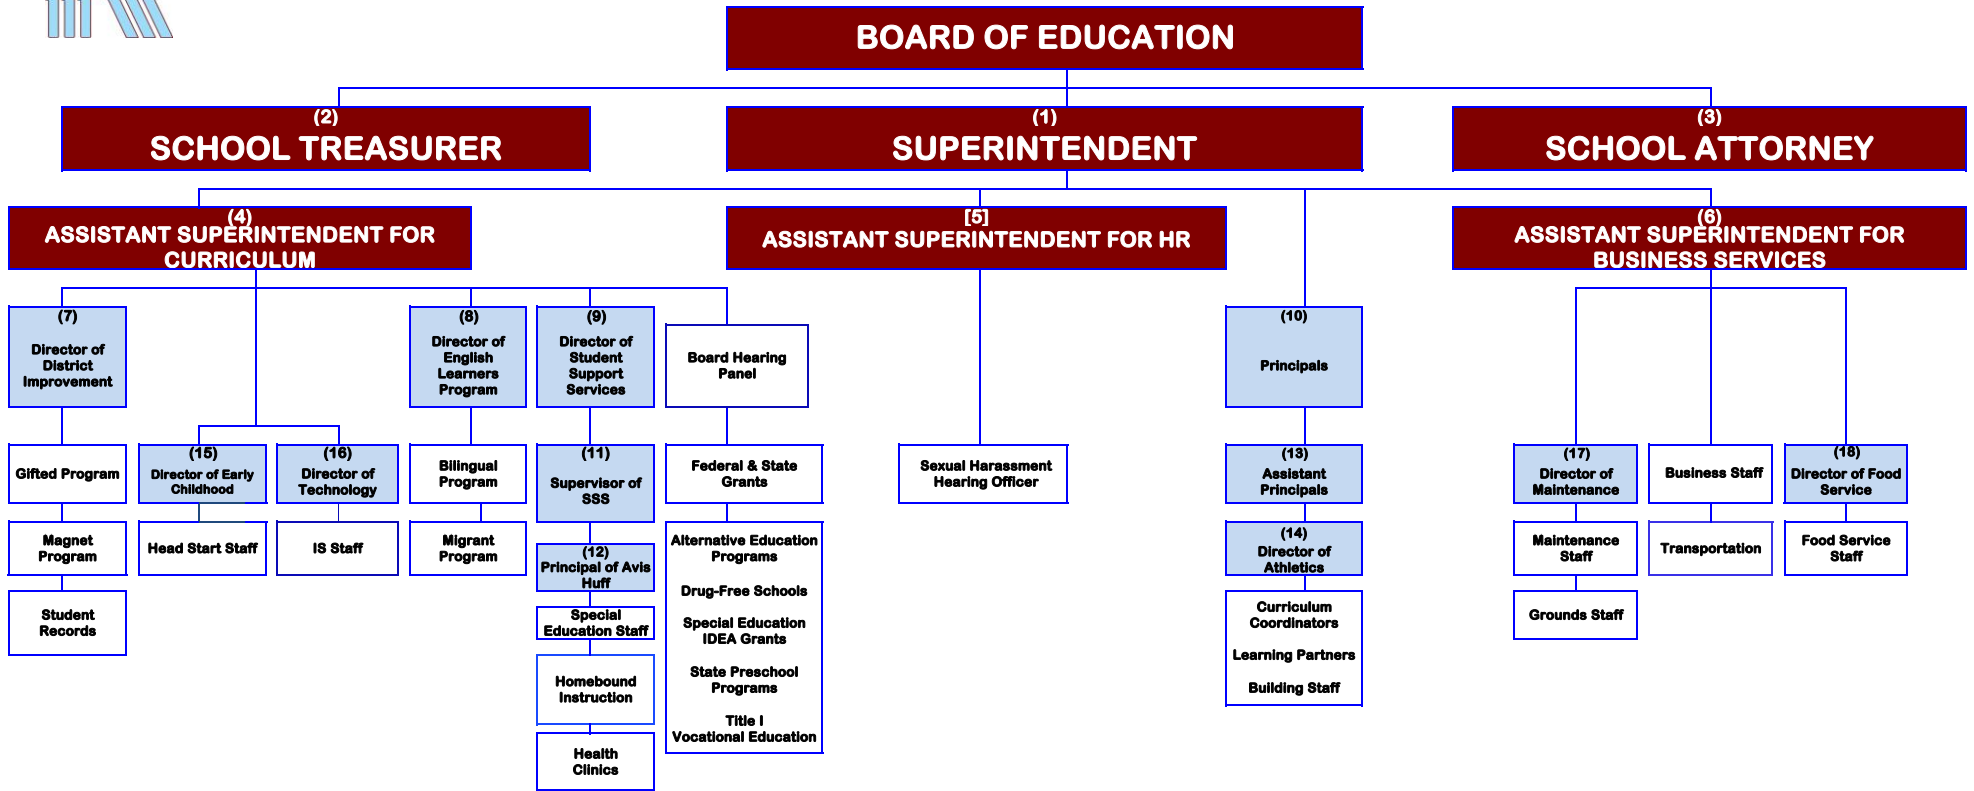 BOARD OF EDUCATION
(2)
SCHOOL TREASURER
(1)
SUPERINTENDENT
(3)
SCHOOL ATTORNEY
(4)
ASSISTANT SUPERINTENDENT FOR
CURRICULUM
[5]
ASSISTANT SUPERINTENDENT FOR HR
(6)
ASSISTANT SUPERINTENDENT FOR
BUSINESS SERVICES
(7)
Director of
District
Improvement
(8)
Director of
English
Learners
Program
(9)
Director of
Student
Support
Services
Board Hearing
Panel
(10)
Principals
Gifted Program
(15)
Director of Early
Childhood
(16)
Director of
Technology
Bilingual
Program
(11)
Supervisor of
SSS
Federal & State
Grants
Sexual Harassment
Hearing Officer
(13)
Assistant
Principals
(17)
Director of
Maintenance
Business Staff
(18)
Director of Food
Service
Magnet
Program
Head Start Staff
IS Staff
Migrant
Program
(12)
Principal of Avis
Huff
Alternative Education
Programs
Drug-Free Schools
Special Education
IDEA Grants
State Preschool
Programs
Title I
Vocational Education
(14)
Director of
Athletics
Maintenance
Staff
Transportation
Food Service
Staff
Student
Records
Special
Education Staff
Homebound
Instruction
Health
Clinics
Curriculum
Coordinators
Learning Partners
Building Staff
Grounds Staff